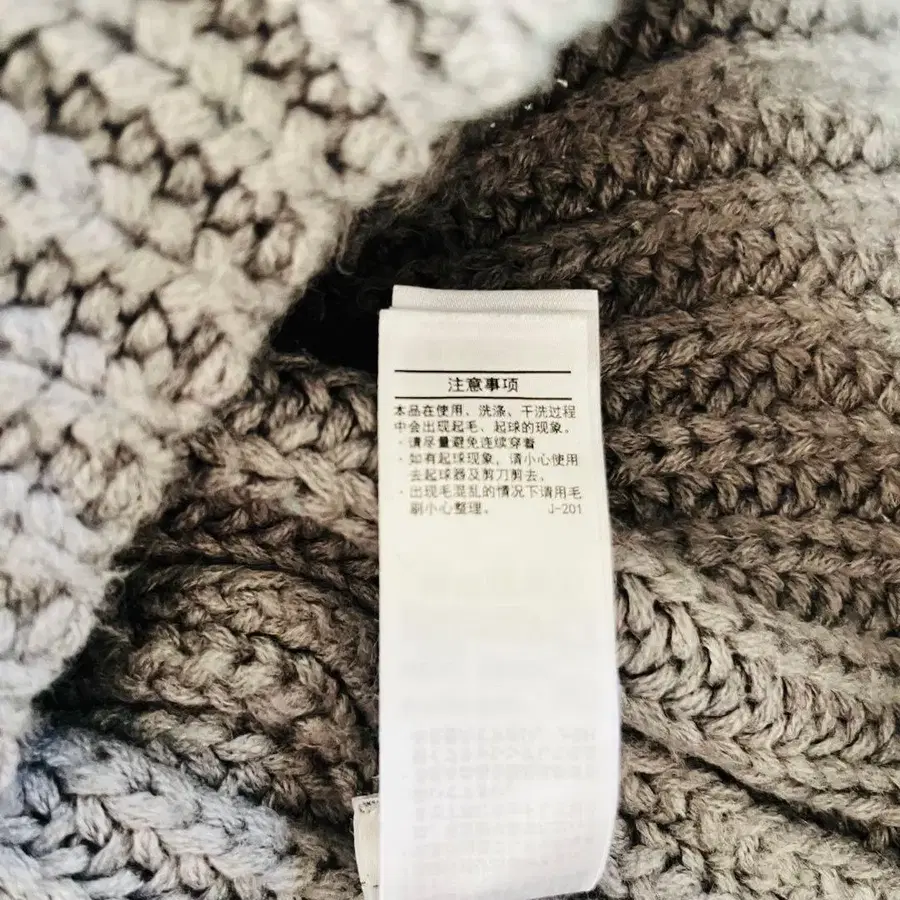 注意事项
本品在使用、洗涤、干洗过程
中会出现起毛、起球的现象。
· 请尽量避免连续穿着
· 如有起球现象，请小心使用
去起球器及剪刀剪去，
· 出现毛混乱的情况下请用毛
刷小心整理。 J-201